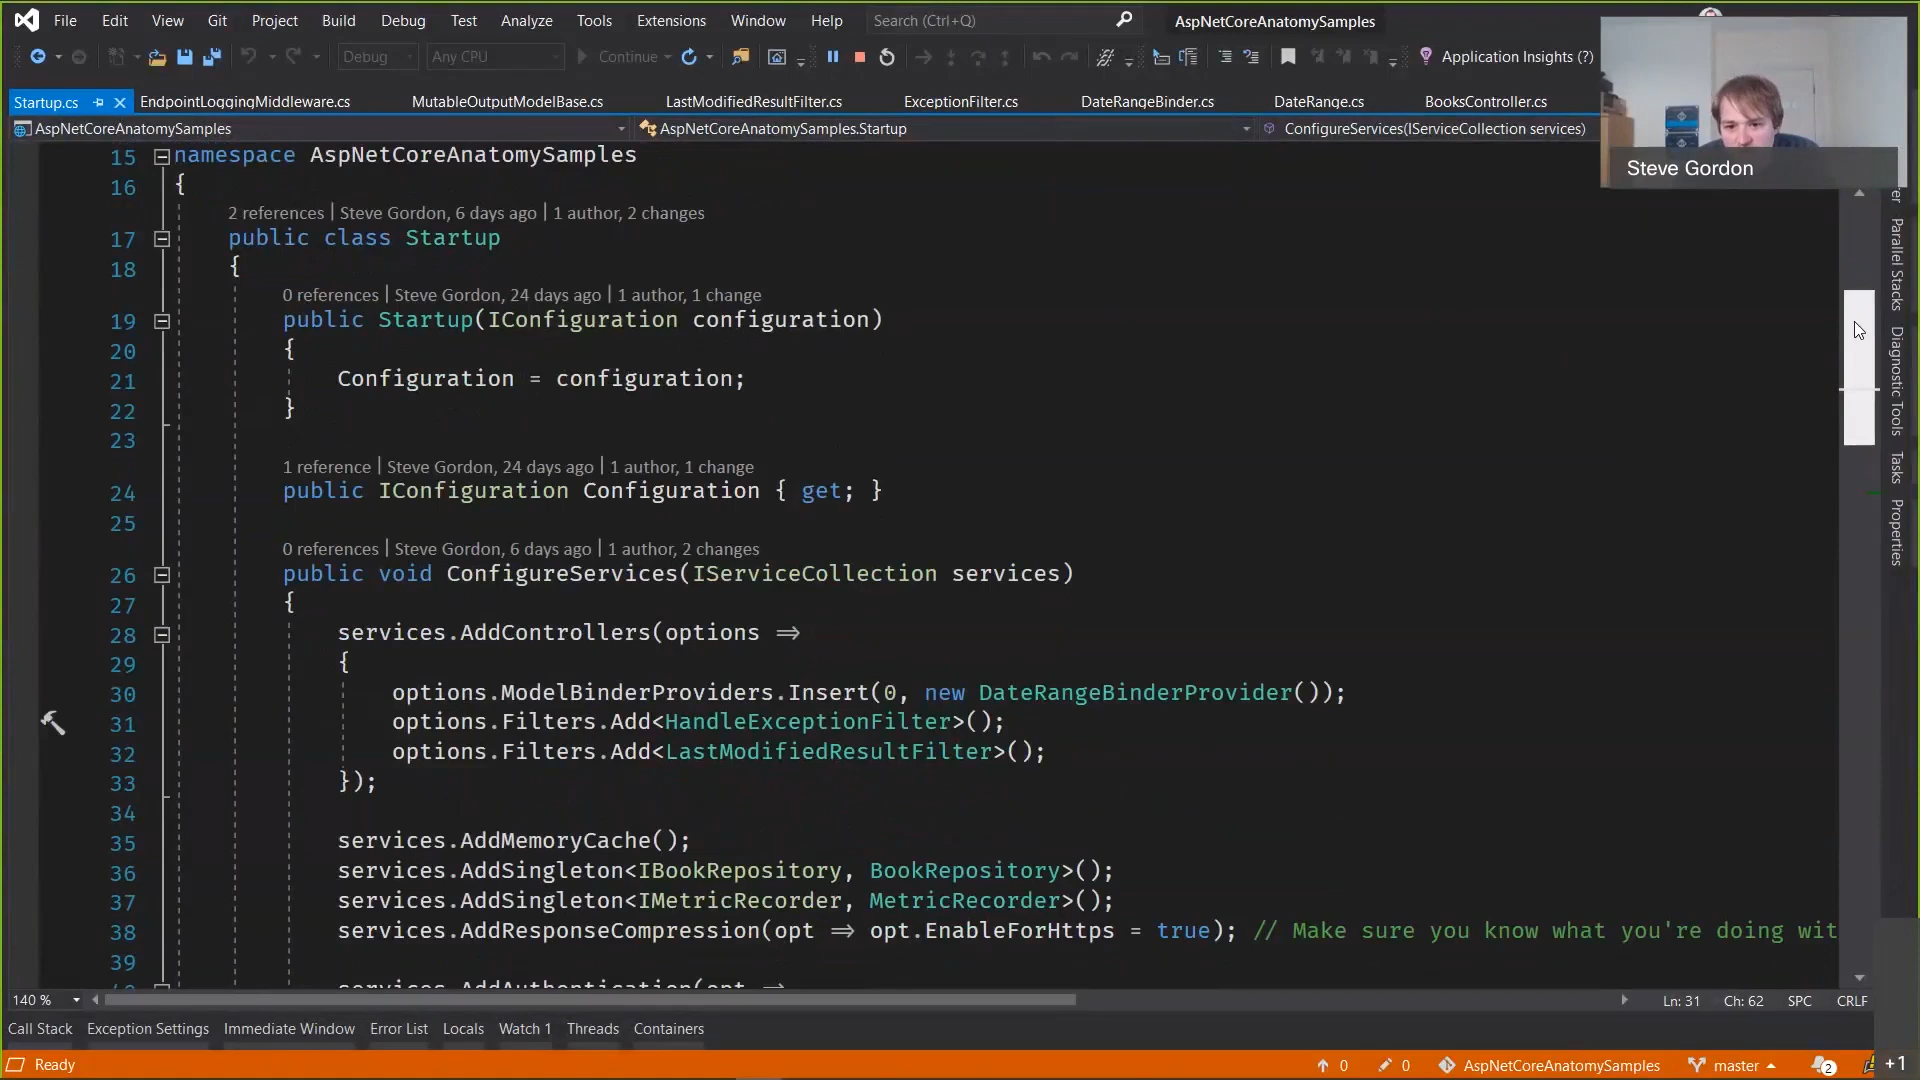 File Edit View Git Project Build Debug Test Analyze Tools Extensions Window Help Search (Ctrl+Q) AspNetCoreAnatomySamples
Debug Any CPU Continue Application Insights (?)
Startup.cs EndpointLoggingMiddleware.cs MutableOutputModelBase.cs LastModifiedResultFilter.cs ExceptionFilter.cs DateRangeBinder.cs DateRange.cs BooksController.cs
AspNetCoreAnatomySamples AspNetCoreAnatomySamples.Startup ConfigureServices(IServiceCollection services)
Steve Gordon
15 namespace AspNetCoreAnatomySamples
16 {
2 references | Steve Gordon, 6 days ago | 1 author, 2 changes
17 public class Startup
18 {
0 references | Steve Gordon, 24 days ago | 1 author, 1 change
19 public Startup(IConfiguration configuration)
20 {
21 Configuration = configuration;
22 }
23
1 reference | Steve Gordon, 24 days ago | 1 author, 1 change
24 public IConfiguration Configuration { get; }
25
0 references | Steve Gordon, 6 days ago | 1 author, 2 changes
26 public void ConfigureServices(IServiceCollection services)
27 {
28 services.AddControllers(options =>
29 {
30 options.ModelBinderProviders.Insert(0, new DateRangeBinderProvider());
31 options.Filters.Add<HandleExceptionFilter>();
32 options.Filters.Add<LastModifiedResultFilter>();
33 });
34
35 services.AddMemoryCache();
36 services.AddSingleton<IBookRepository, BookRepository>();
37 services.AddSingleton<IMetricRecorder, MetricRecorder>();
38 services.AddResponseCompression(opt => opt.EnableForHttps = true); // Make sure you know what you're doing wit
39
services.AddAuthentication(opt =>
Parallel Stacks
Diagnostic Tools
Tasks
Properties
140 % Ln: 31 Ch: 62 SPC CRLF
Call Stack Exception Settings Immediate Window Error List Locals Watch 1 Threads Containers
Ready 0 0 AspNetCoreAnatomySamples master 2 +1